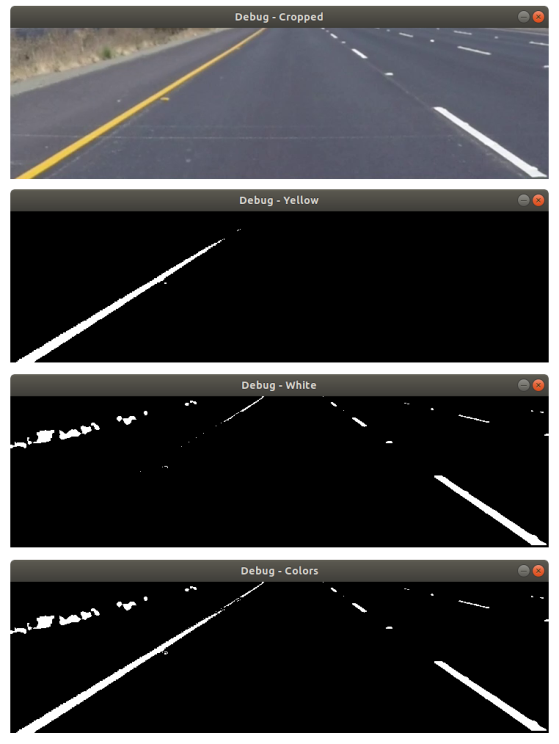 Debug - Cropped
Debug - Yellow
Debug - White
Debug - Colors